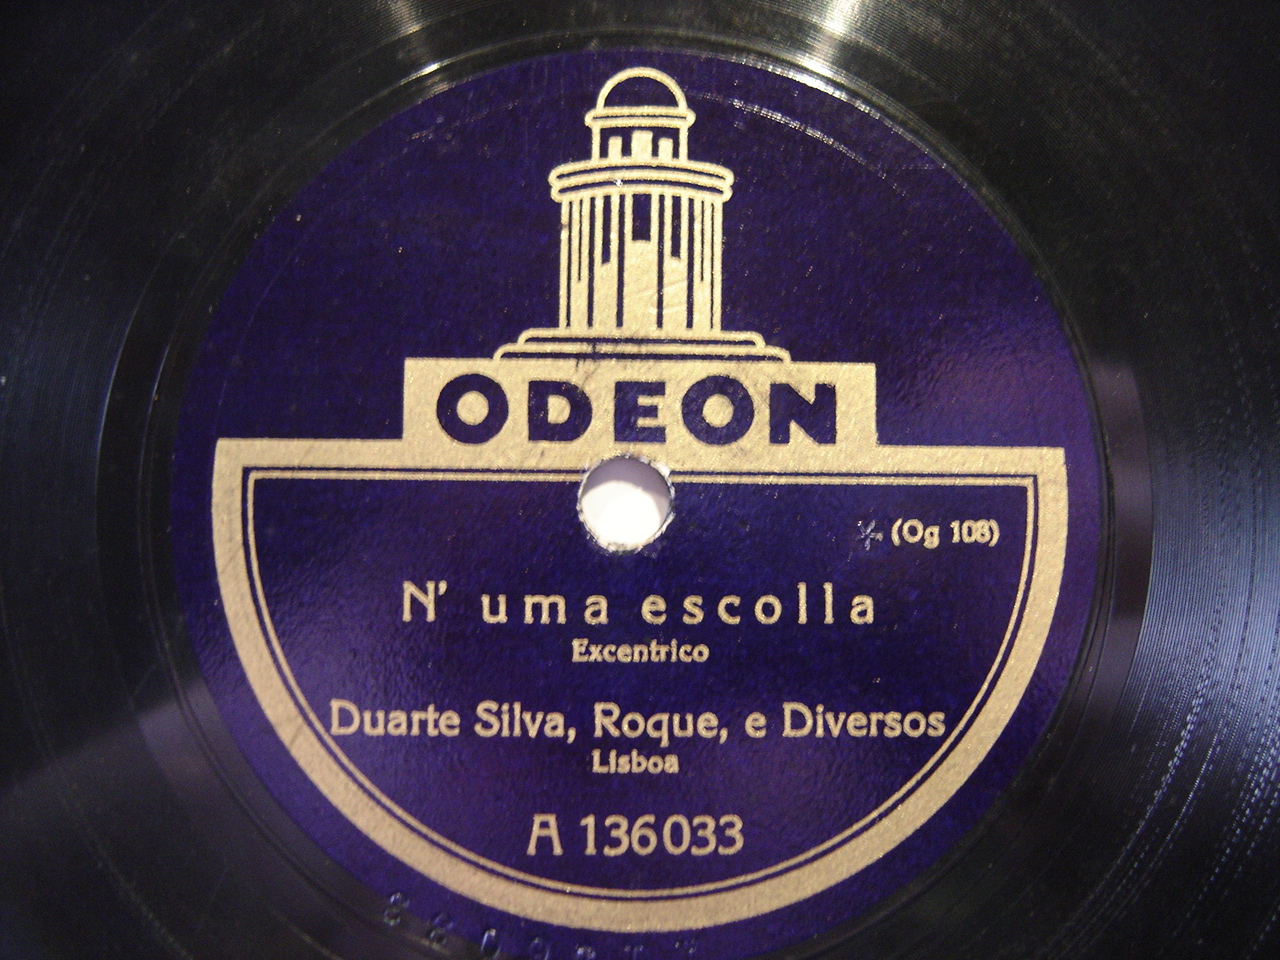 ODEON
(Og 108)
N' uma escolla
Excentrico
Duarte Silva, Roque, e Diversos
Lisboa
A 136033